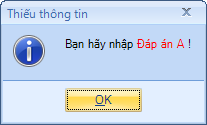 Thiếu thông tin
Bạn hãy nhập Đáp án A !
OK